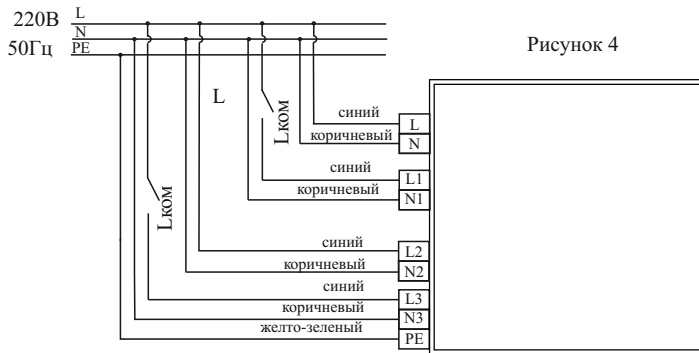 220В
L
N
50Гц
PE
Рисунок 4
L
Lком
Lком
синий
L
коричневый
N
синий
L1
коричневый
N1
синий
L2
коричневый
N2
синий
L3
коричневый
N3
желто-зеленый
PE